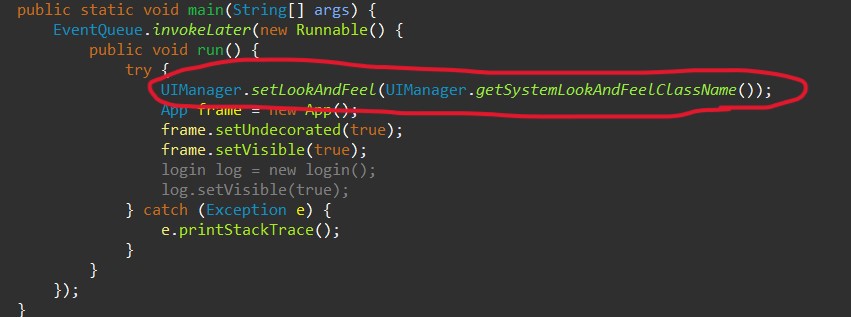 public static void main(String[] args) {
EventQueue.invokeLater(new Runnable() {
public void run() {
try {
UIManager.setLookAndFeel(UIManager.getSystemLookAndFeelClassName());
App frame = new App();
frame.setUndecorated(true);
frame.setVisible(true);
login log = new login();
log.setVisible(true);
} catch (Exception e) {
e.printStackTrace();
}
}
});
}